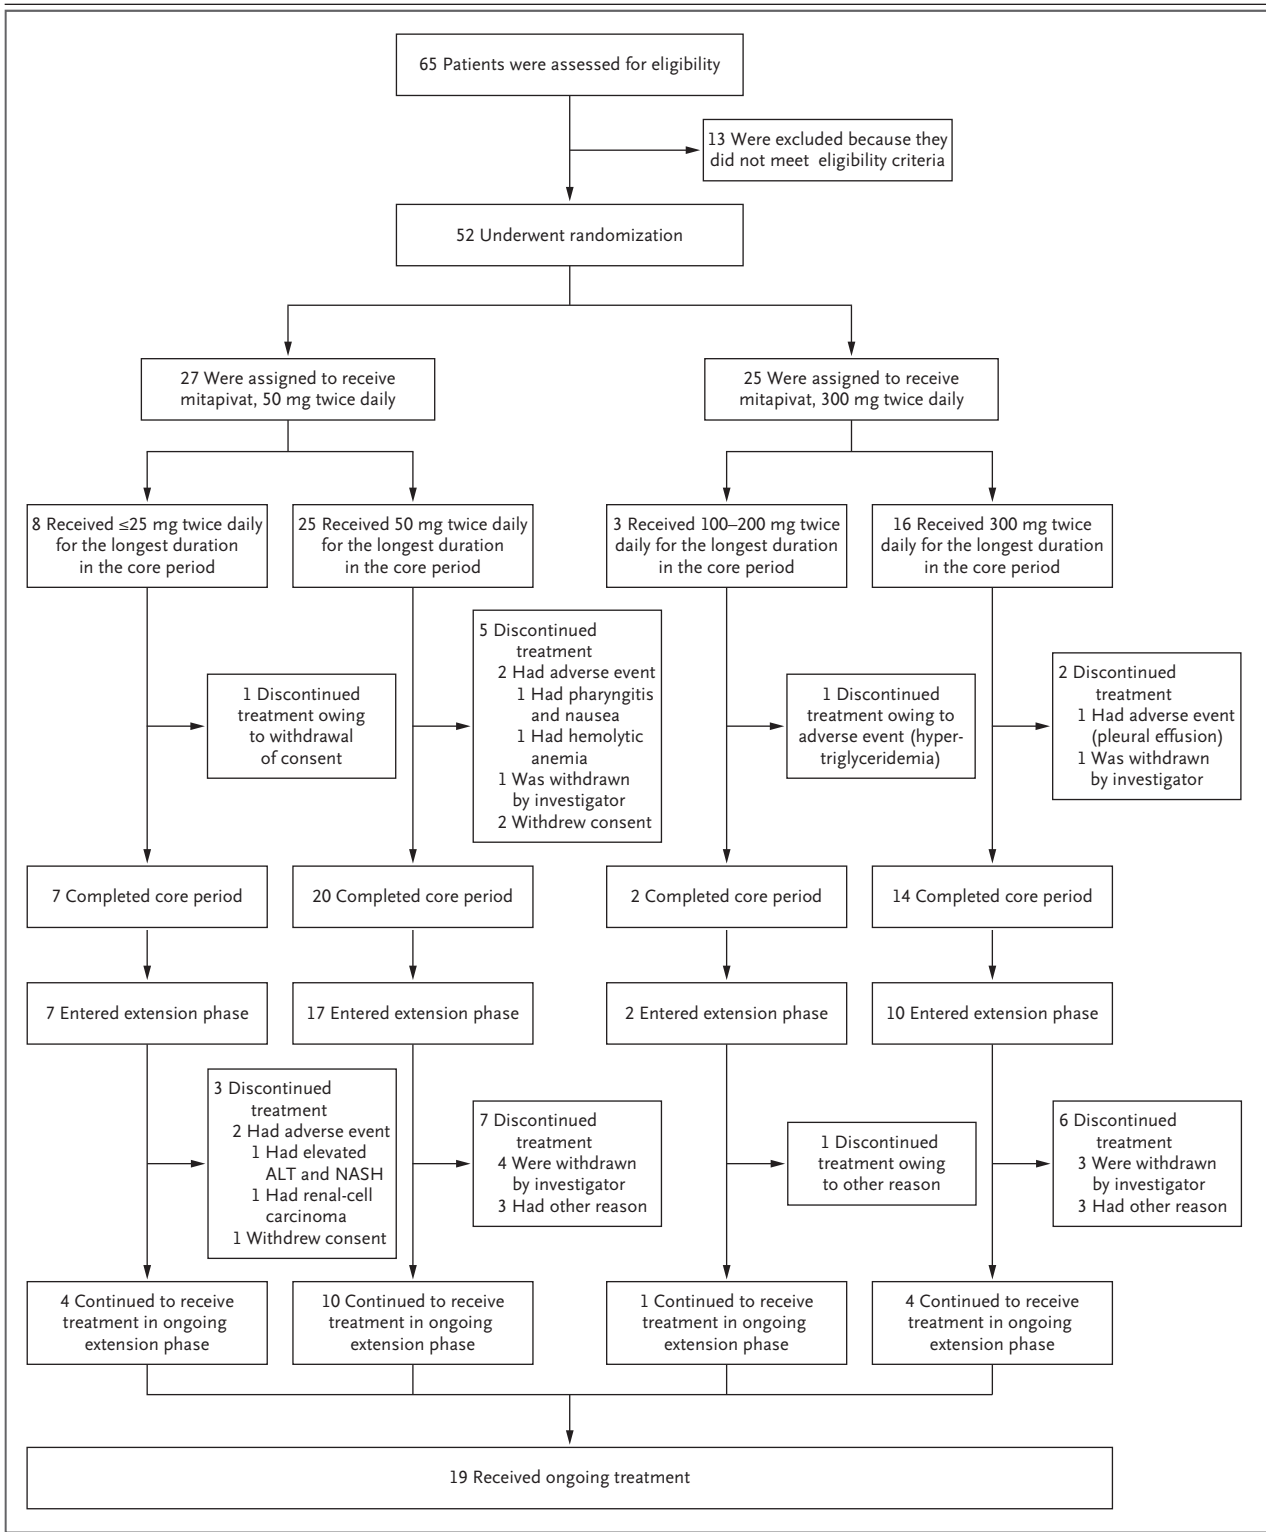 65 Patients were assessed for eligibility
13 Were excluded because they
did not meet eligibility criteria
52 Underwent randomization
27 Were assigned to receive
mitapivat, 50 mg twice daily
25 Were assigned to receive
mitapivat, 300 mg twice daily
8 Received ≤25 mg twice daily
for the longest duration
in the core period
25 Received 50 mg twice daily
for the longest duration
in the core period
3 Received 100–200 mg twice
daily for the longest duration
in the core period
16 Received 300 mg twice
daily for the longest duration
in the core period
1 Discontinued
treatment owing
to withdrawal
of consent
5 Discontinued
treatment
2 Had adverse event
1 Had pharyngitis
and nausea
1 Had hemolytic
anemia
1 Was withdrawn
by investigator
2 Withdrew consent
1 Discontinued
treatment owing to
adverse event (hyper-
triglyceridemia)
2 Discontinued
treatment
1 Had adverse event
(pleural effusion)
1 Was withdrawn
by investigator
7 Completed core period
20 Completed core period
2 Completed core period
14 Completed core period
7 Entered extension phase
17 Entered extension phase
2 Entered extension phase
10 Entered extension phase
3 Discontinued
treatment
2 Had adverse event
1 Had elevated
ALT and NASH
1 Had renal-cell
carcinoma
1 Withdrew consent
7 Discontinued
treatment
4 Were withdrawn
by investigator
3 Had other reason
1 Discontinued
treatment owing
to other reason
6 Discontinued
treatment
3 Were withdrawn
by investigator
3 Had other reason
4 Continued to receive
treatment in ongoing
extension phase
10 Continued to receive
treatment in ongoing
extension phase
1 Continued to receive
treatment in ongoing
extension phase
4 Continued to receive
treatment in ongoing
extension phase
19 Received ongoing treatment